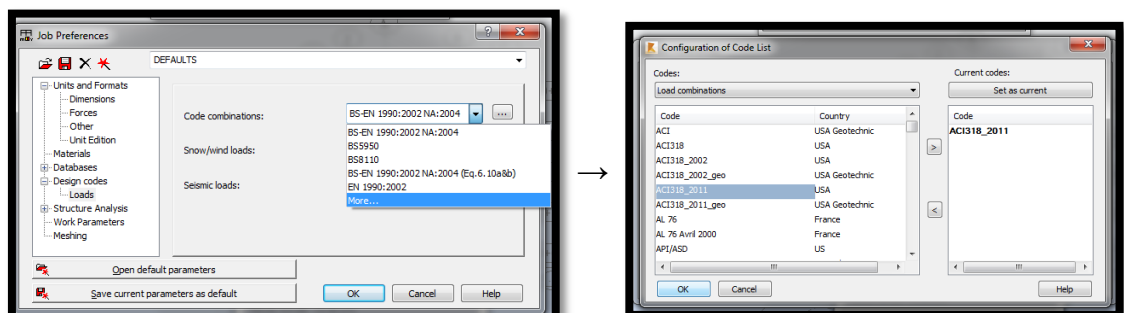 Job Preferences
DEFAULTS
Units and Formats
Dimensions
Forces
Other
Unit Edition
Materials
Databases
Design codes
Loads
Structure Analysis
Work Parameters
Meshing
Code combinations:
BS-EN 1990:2002 NA:2004
...
BS-EN 1990:2002 NA:2004
BS5950
BS8110
BS-EN 1990:2002 NA:2004 (Eq.6.10a&b)
EN 1990:2002
More...
Snow/wind loads:
Seismic loads:
Open default parameters
Save current parameters as default
OK Cancel Help
→
Configuration of Code List
Codes:
Load combinations
Code Country
ACI USA Geotechnic
ACI318 USA
ACI318_2002 USA
ACI318_2002_geo USA Geotechnic
ACI318_2011 USA
ACI318_2011_geo USA Geotechnic
AL 76 France
AL 76 Avril 2000 France
API/ASD US
>
<
Current codes:
Set as current
Code
ACI318_2011
OK Cancel Help